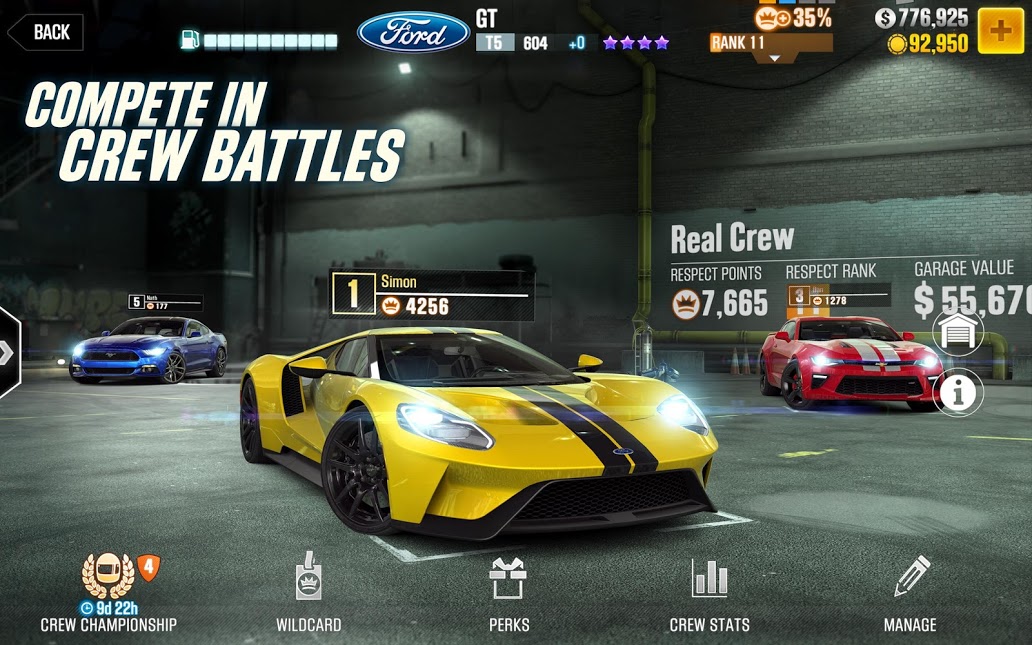 BACK
Ford
GT
T5 604 +0
35%
RANK 11
$ 776,925
92,950
COMPETE IN
CREW BATTLES
Real Crew
RESPECT POINTS
7,665
RESPECT RANK
GARAGE VALUE
$ 55,670
1
Simon
4256
5
177
3
1278
i
4
9d 22h
CREW CHAMPIONSHIP
WILDCARD
PERKS
CREW STATS
MANAGE